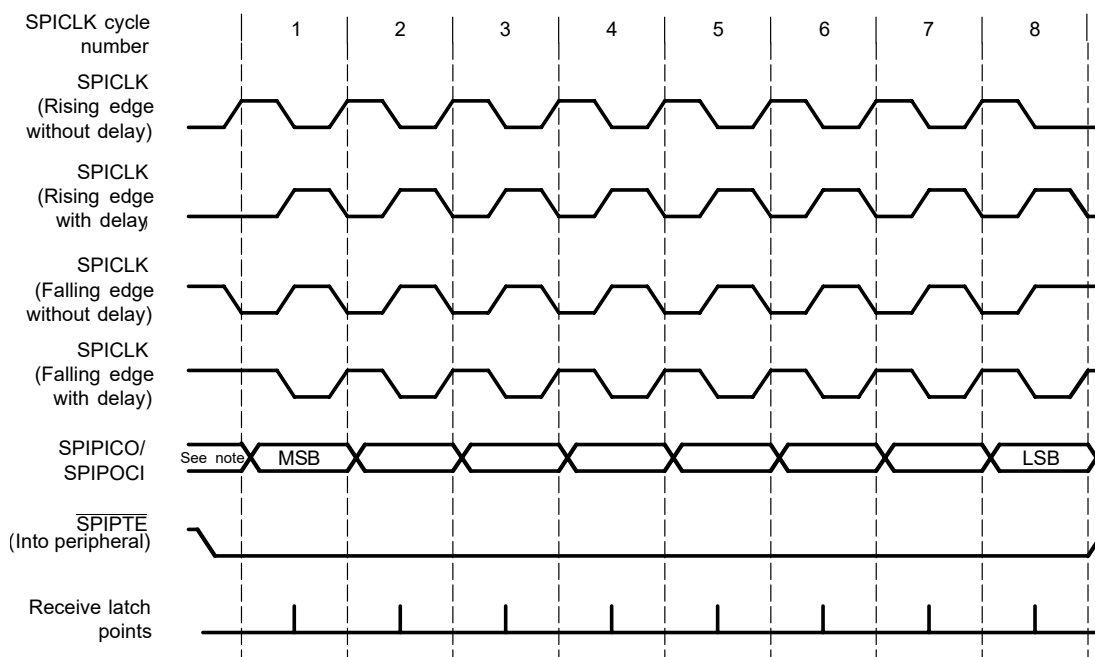 SPICLK cycle
number
1 2 3 4 5 6 7 8
SPICLK
(Rising edge
without delay)
SPICLK
(Rising edge
with delay)
SPICLK
(Falling edge
without delay)
SPICLK
(Falling edge
with delay)
SPIPICO/
SPIPOCI
See note
MSB
LSB
SPIPTE
(Into peripheral)
Receive latch
points